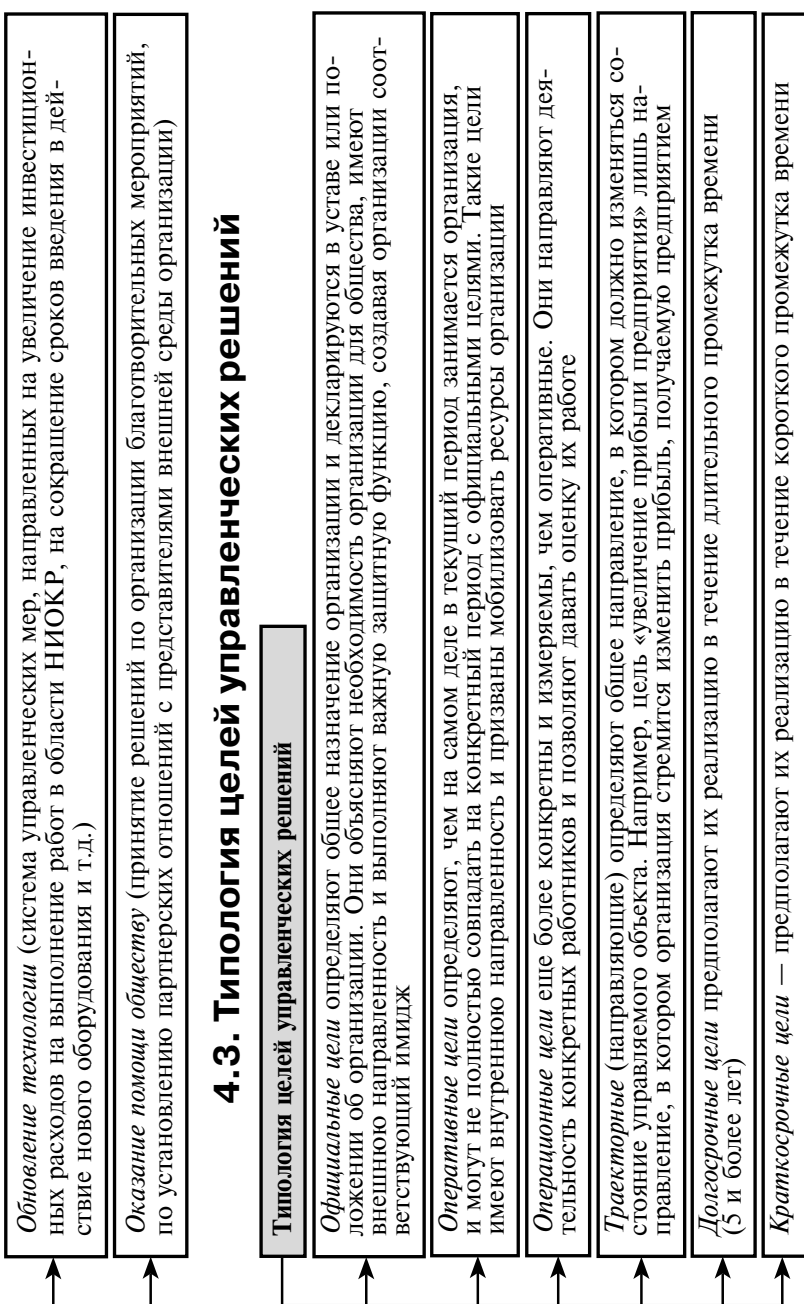 Обновление технологии (система управленческих мер, направленных на увеличение инвестицион-
ных расходов на выполнение работ в области НИОКР, на сокращение сроков введения в дей-
ствие нового оборудования и т.д.)
Оказание помощи обществу (принятие решений по организации благотворительных мероприятий,
по установлению партнерских отношений с представителями внешней среды организации)
4.3. Типология целей управленческих решений
Типология целей управленческих решений
Официальные цели определяют общее назначение организации и декларируются в уставе или по-
ложении об организации. Они объясняют необходимость организации для общества, имеют
внешнюю направленность и выполняют важную защитную функцию, создавая организации соот-
ветствующий имидж
Оперативные цели определяют, чем на самом деле в текущий период занимается организация,
и могут не полностью совпадать на конкретный период с официальными целями. Такие цели
имеют внутреннюю направленность и призваны мобилизовать ресурсы организации
Операционные цели еще более конкретны и измеряемы, чем оперативные. Они направляют дея-
тельность конкретных работников и позволяют давать оценку их работе
Траекторные (направляющие) определяют общее направление, в котором должно изменяться со-
стояние управляемого объекта. Например, цель «увеличение прибыли предприятия» лишь на-
правление, в котором организация стремится изменить прибыль, получаемую предприятием
Долгосрочные цели предполагают их реализацию в течение длительного промежутка времени
(5 и более лет)
Краткосрочные цели — предполагают их реализацию в течение короткого промежутка времени